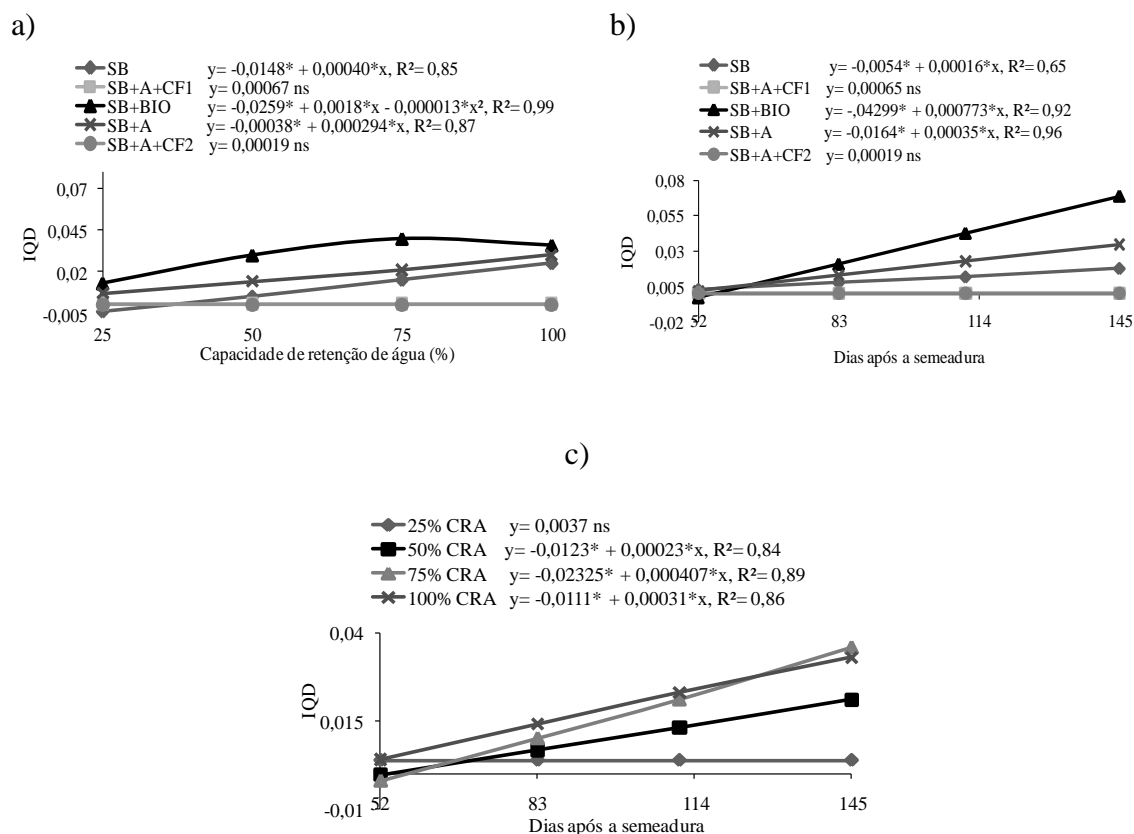 a)
SB y= -0,0148* + 0,00040*x, R²= 0,85
SB+A+CF1 y= 0,00067 ns
SB+BIO y= -0,0259* + 0,0018*x - 0,000013*x², R²= 0,99
SB+A y= -0,00038* + 0,000294*x, R²= 0,87
SB+A+CF2 y= 0,00019 ns
0,07
0,045
0,02
-0,005
IQD
25 50 75 100
Capacidade de retenção de água (%)
b)
SB y= -0,0054* + 0,00016*x, R²= 0,65
SB+A+CF1 y= 0,00065 ns
SB+BIO y= -,04299* + 0,000773*x, R²= 0,92
SB+A y= -0,0164* + 0,00035*x, R²= 0,96
SB+A+CF2 y= 0,00019 ns
0,08
0,055
0,03
0,005
-0,02
IQD
52 83 114 145
Dias após a semeadura
c)
25% CRA y= 0,0037 ns
50% CRA y= -0,0123* + 0,00023*x, R²= 0,84
75% CRA y= -0,02325* + 0,000407*x, R²= 0,89
100% CRA y= -0,0111* + 0,00031*x, R²= 0,86
0,04
0,015
-0,01
IQD
52 83 114 145
Dias após a semeadura